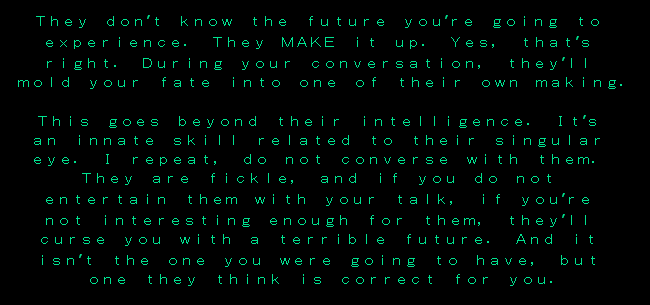 They don't know the future you're going to
experience. They MAKE it up. Yes, that's
right. During your conversation, they'll
mold your fate into one of their own making.
This goes beyond their intelligence. It's
an innate skill related to their singular
eye. I repeat, do not converse with them.
They are fickle, and if you do not
entertain them with your talk, if you're
not interesting enough for them, they'll
curse you with a terrible future. And it
isn't the one you were going to have, but
one they think is correct for you.